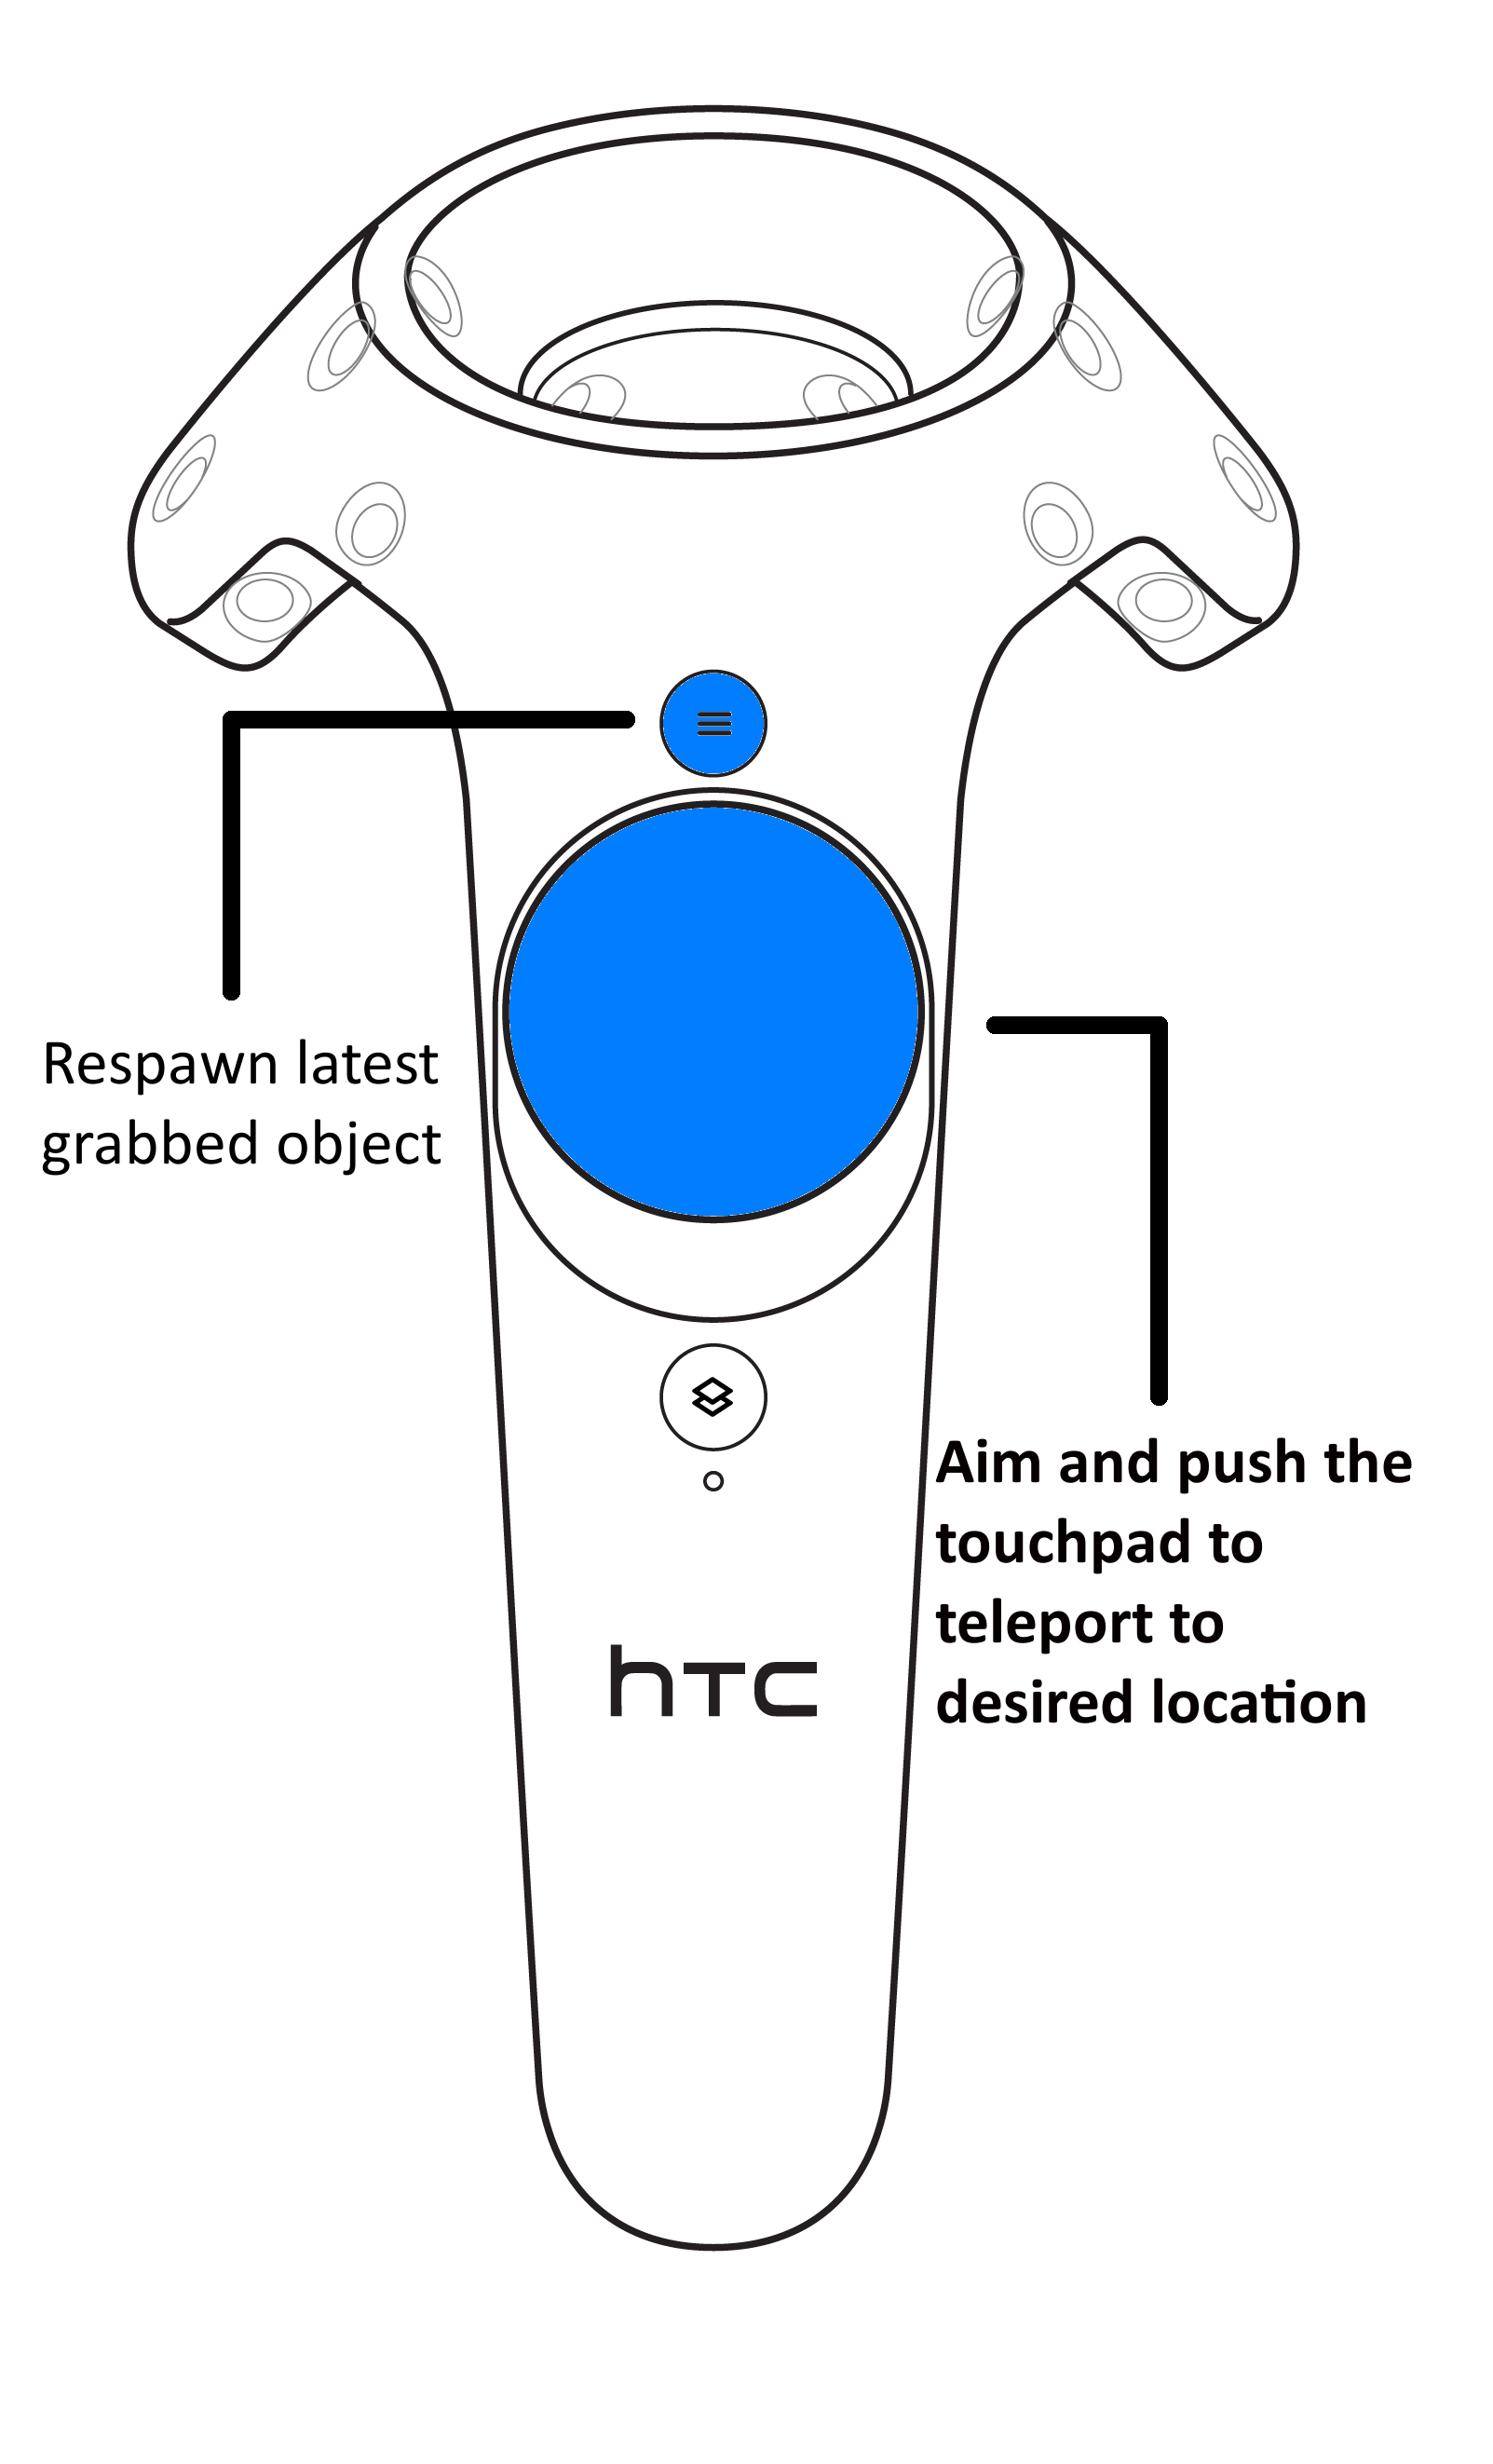 Respawn latest
grabbed object
Aim and push the
touchpad to
teleport to
desired location
hTC